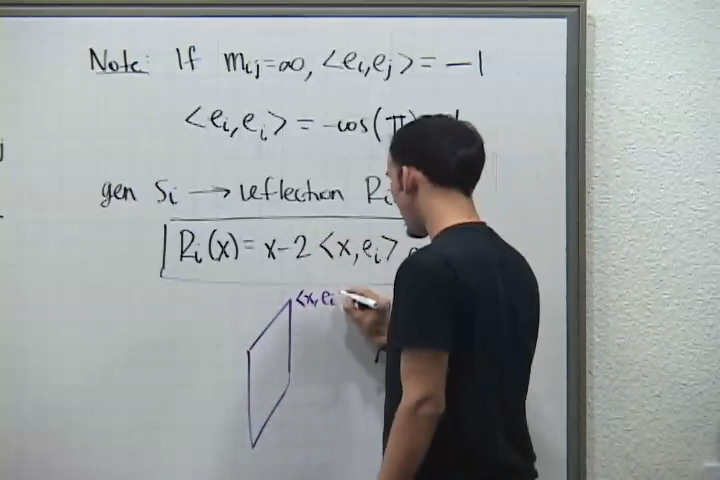 Note: If m_ij = ∞, <e_i, e_j> = -1
<e_i, e_i> = -cos(π
gen S_i → reflection R_i
R_i(x) = x - 2 <x, e_i>
<x, e_i